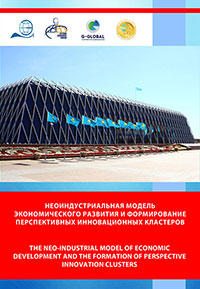 G-GLOBAL
НЕОИНДУСТРИАЛЬНАЯ МОДЕЛЬ
ЭКОНОМИЧЕСКОГО РАЗВИТИЯ И ФОРМИРОВАНИЕ
ПЕРСПЕКТИВНЫХ ИННОВАЦИОННЫХ КЛАСТЕРОВ
THE NEO-INDUSTRIAL MODEL OF ECONOMIC
DEVELOPMENT AND THE FORMATION OF PERSPECTIVE
INNOVATION CLUSTERS